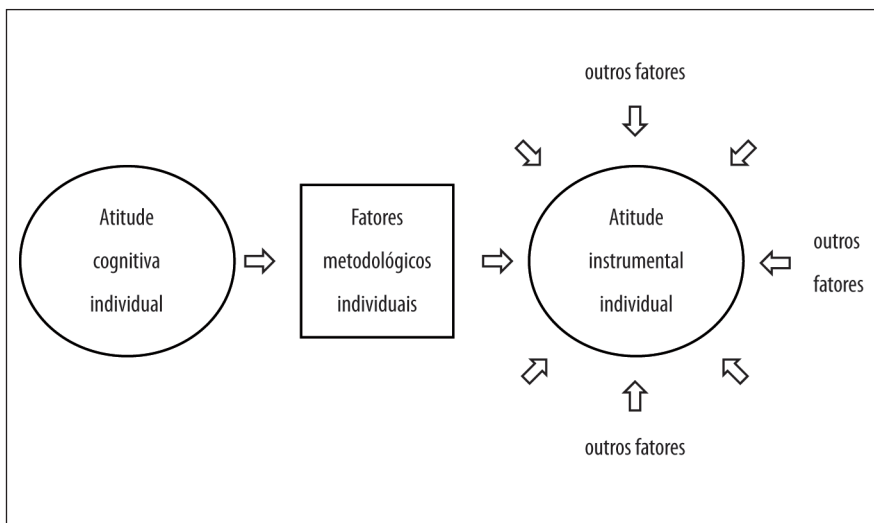 outros fatores
Atitude
cognitiva
individual
Fatores
metodológicos
individuais
Atitude
instrumental
individual
outros
fatores
outros fatores